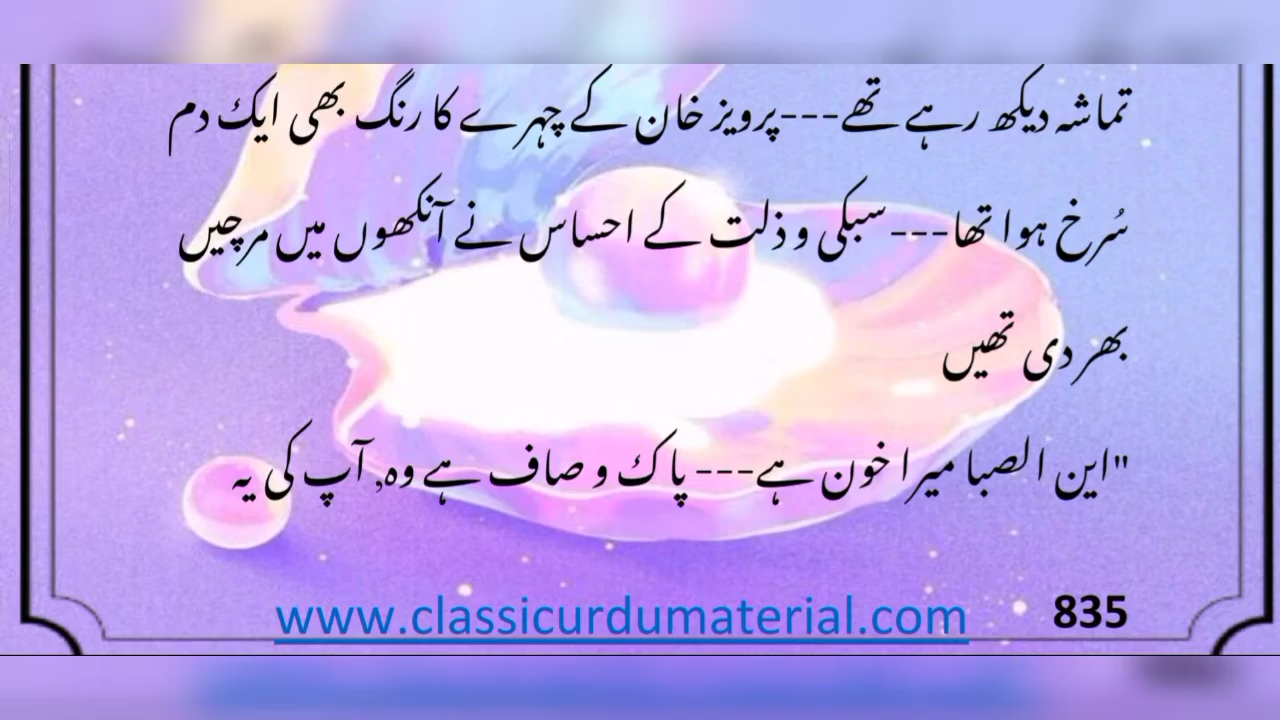 تماشہ دیکھ رہے تھے---پرویز خان کے چہرے کا رنگ بھی ایک دم
سُرخ ہوا تھا---سبکی و ذلت کے احساس نے آنکھوں میں مرچیں
بھر دی تھیں
"این الصبا میرا خون ہے--- پاک و صاف ہے وہ, آپ کی یہ
www.classicurdumaterial.com 835